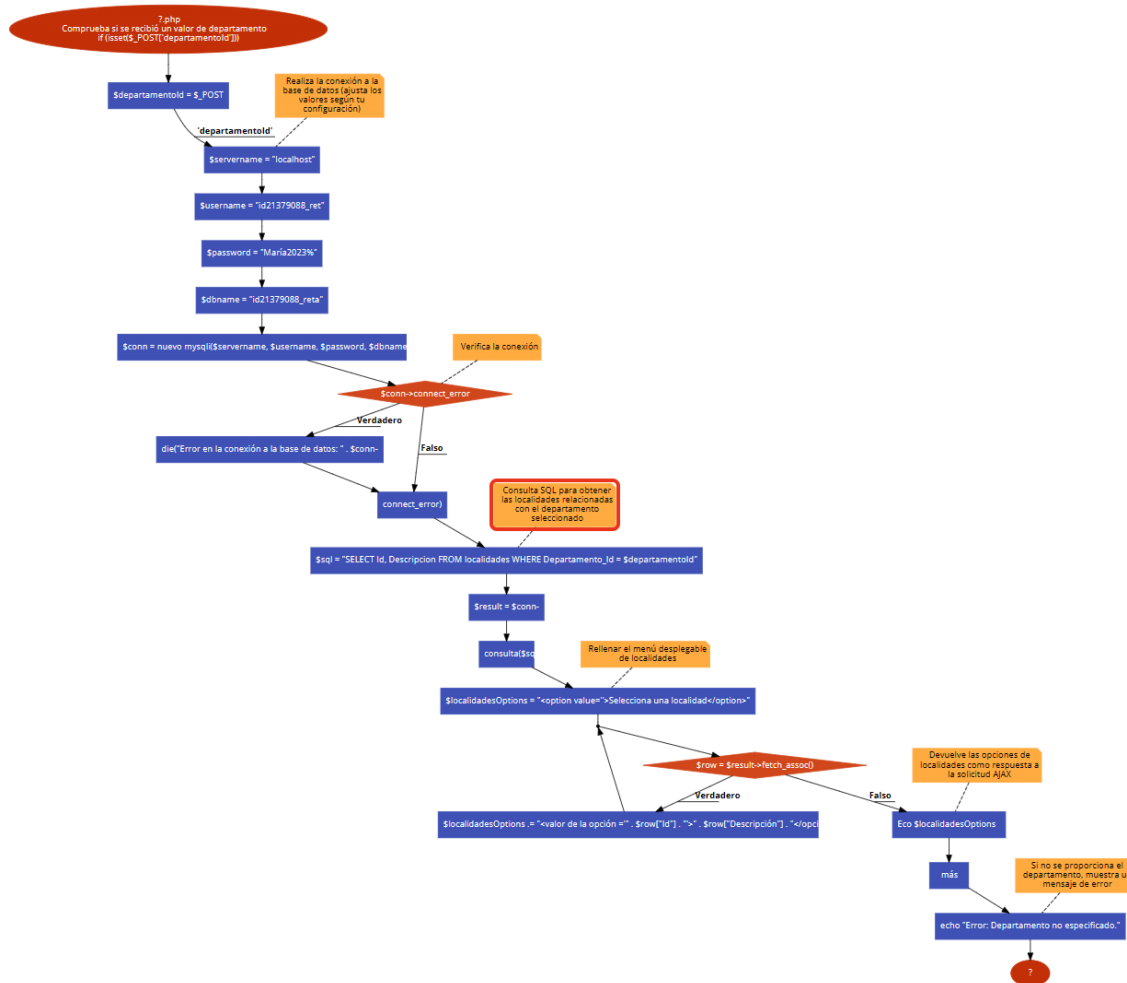 ?.php
Comprueba si se recibió un valor de departamento
if (isset($_POST['departamentoId']))
$departamentoId = $_POST
Realiza la conexión a la
base de datos (ajusta los
valores según tu
configuración)
'departamentoId'
$servername = "localhost"
$username = "id21379088_ret"
$password = "María2023%"
$dbname = "id21379088_reta"
$conn = nuevo mysqli($servername, $username, $password, $dbname
Verifica la conexión
$conn->connect_error
Verdadero
Falso
die("Error en la conexión a la base de datos: " . $conn-
connect_error)
Consulta SQL para obtener
las localidades relacionadas
con el departamento
seleccionado
$sql = "SELECT Id, Descripcion FROM localidades WHERE Departamento_Id = $departamentoId"
$result = $conn-
consulta($sq
Rellenar el menú desplegable
de localidades
$localidadesOptions = "<option value=''>Selecciona una localidad</option>"
$row = $result->fetch_assoc()
Devuelve las opciones de
localidades como respuesta a
la solicitud AJAX
Verdadero
Falso
$localidadesOptions .= "<valor de la opción ='" . $row["Id"] . "'>" . $row["Descripción"] . "</opci
Eco $localidadesOptions
más
Si no se proporciona el
departamento, muestra u
mensaje de error
echo "Error: Departamento no especificado."
?